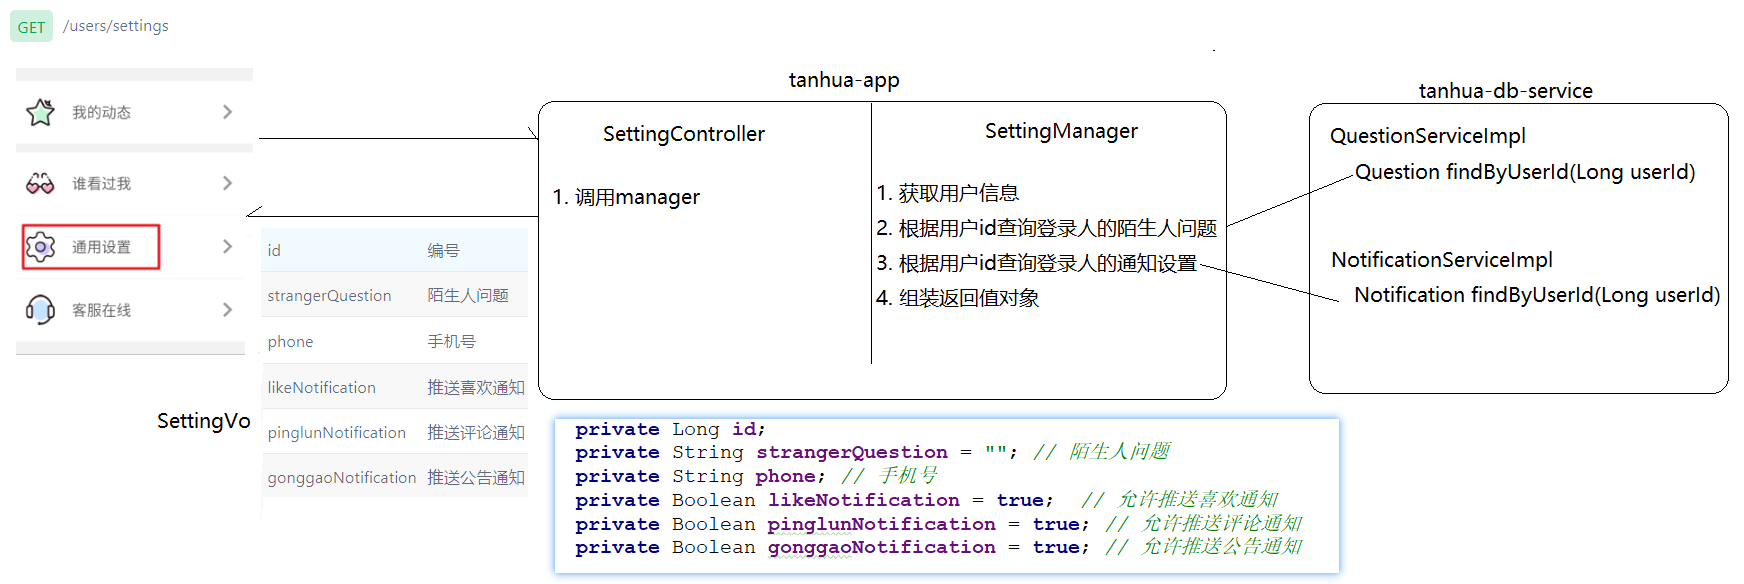 GET /users/settings
我的动态
谁看过我
通用设置
客服在线
SettingVo
id 编号
strangerQuestion 陌生人问题
phone 手机号
likeNotification 推送喜欢通知
pinglunNotification 推送评论通知
gonggaoNotification 推送公告通知
tanhua-app
SettingController
1. 调用manager
SettingManager
1. 获取用户信息
2. 根据用户id查询登录人的陌生人问题
3. 根据用户id查询登录人的通知设置
4. 组装返回值对象
tanhua-db-service
QuestionServiceImpl
Question findByUserId(Long userId)
NotificationServiceImpl
Notification findByUserId(Long userId)
private Long id;
private String strangerQuestion = ""; // 陌生人问题
private String phone; // 手机号
private Boolean likeNotification = true; // 允许推送喜欢通知
private Boolean pinglunNotification = true; // 允许推送评论通知
private Boolean gonggaoNotification = true; // 允许推送公告通知